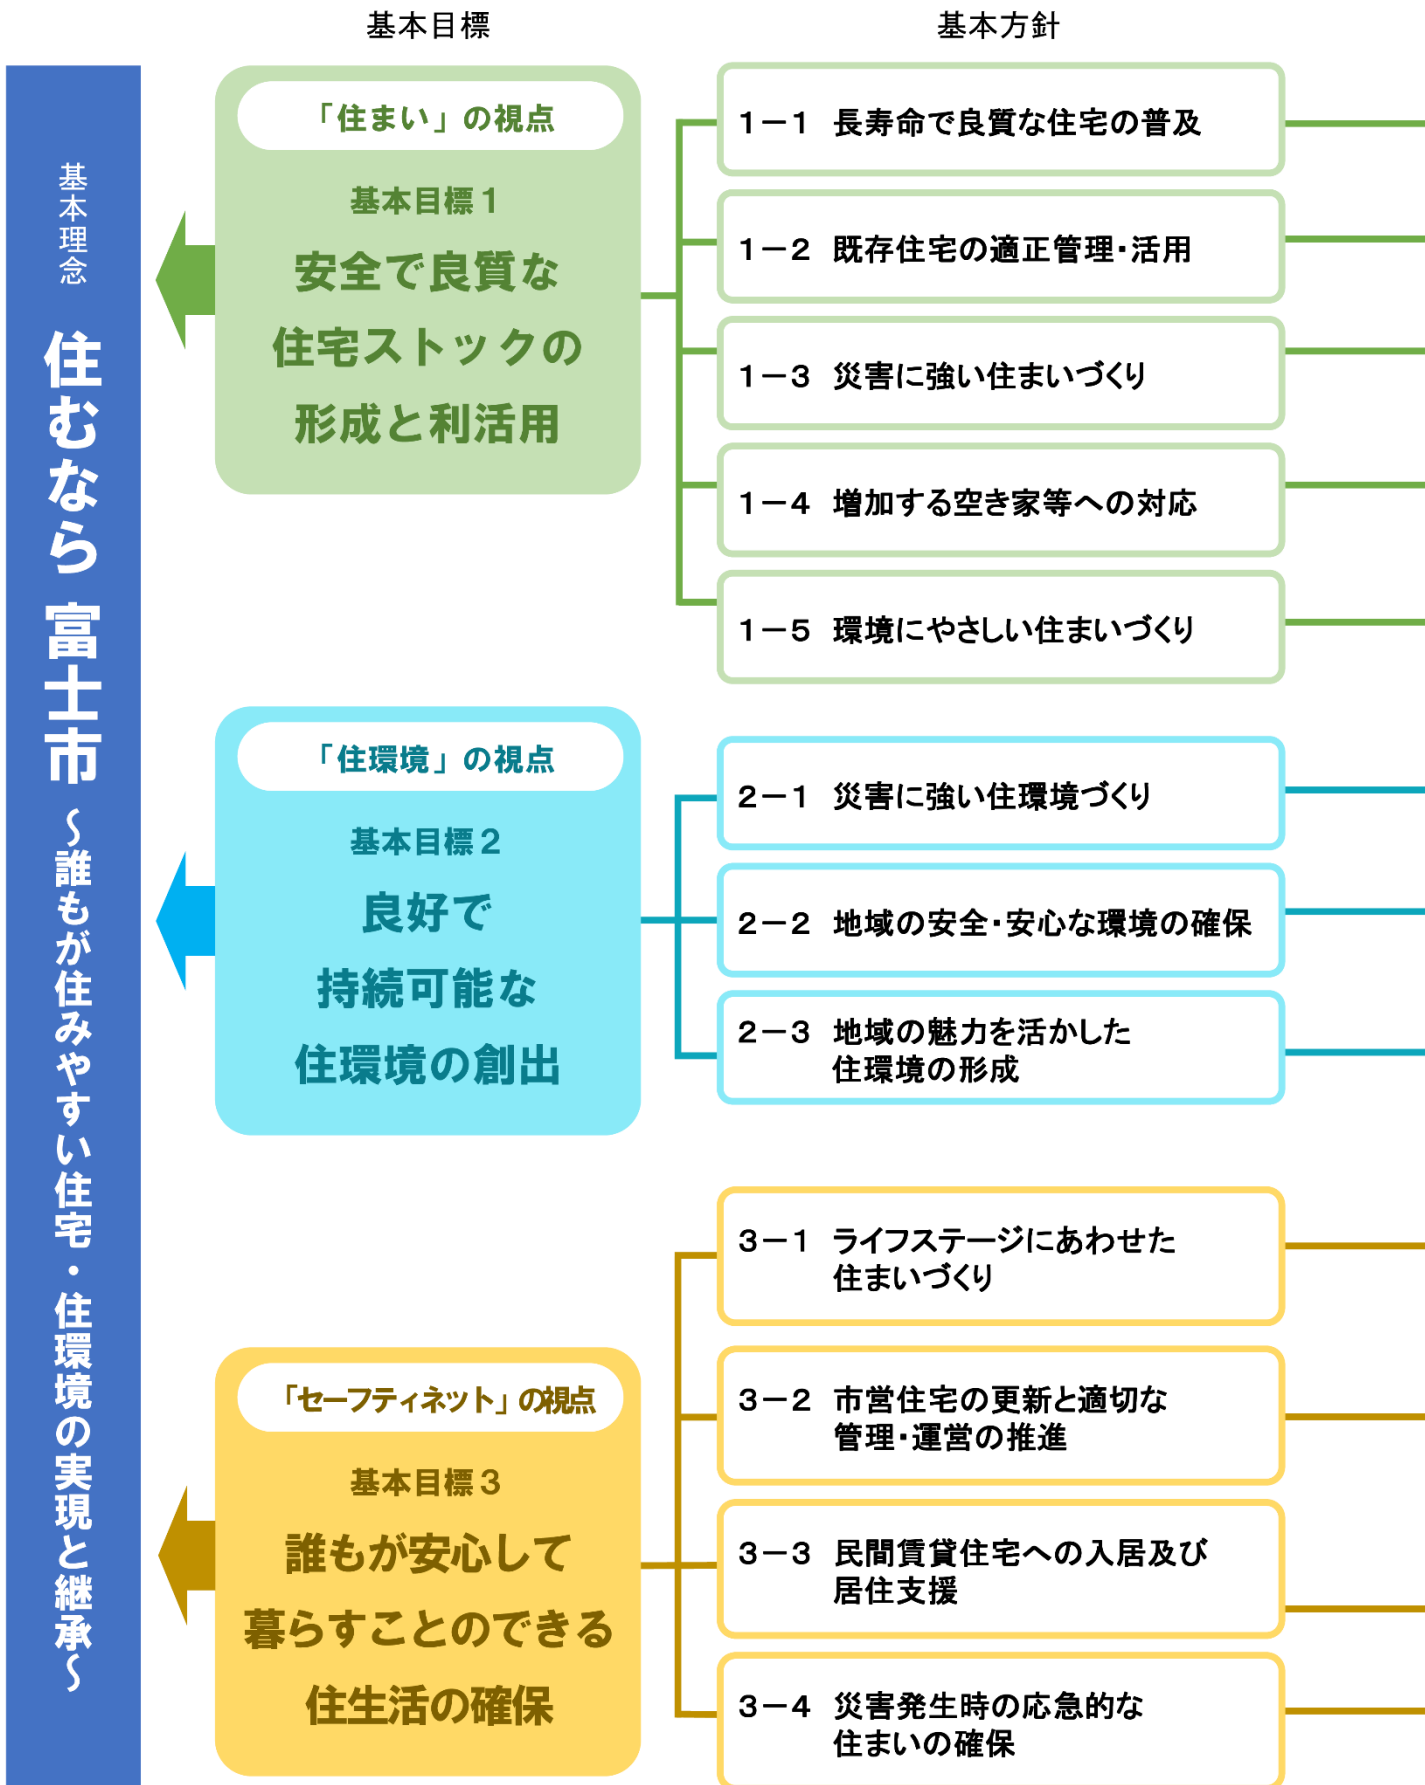 基本目標
基本方針
基本理念 住むなら 富士市 ～誰もが住みやすい住宅・住環境の実現と継承～
「住まい」の視点
基本目標１
安全で良質な
住宅ストックの
形成と利活用
１－１ 長寿命で良質な住宅の普及
１－２ 既存住宅の適正管理・活用
１－３ 災害に強い住まいづくり
１－４ 増加する空き家等への対応
１－５ 環境にやさしい住まいづくり
「住環境」の視点
基本目標２
良好で
持続可能な
住環境の創出
２－１ 災害に強い住環境づくり
２－２ 地域の安全・安心な環境の確保
２－３ 地域の魅力を活かした
住環境の形成
「セーフティネット」の視点
基本目標３
誰もが安心して
暮らすことのできる
住生活の確保
３－１ ライフステージにあわせた
住まいづくり
３－２ 市営住宅の更新と適切な
管理・運営の推進
３－３ 民間賃貸住宅への入居及び
居住支援
３－４ 災害発生時の応急的な
住まいの確保